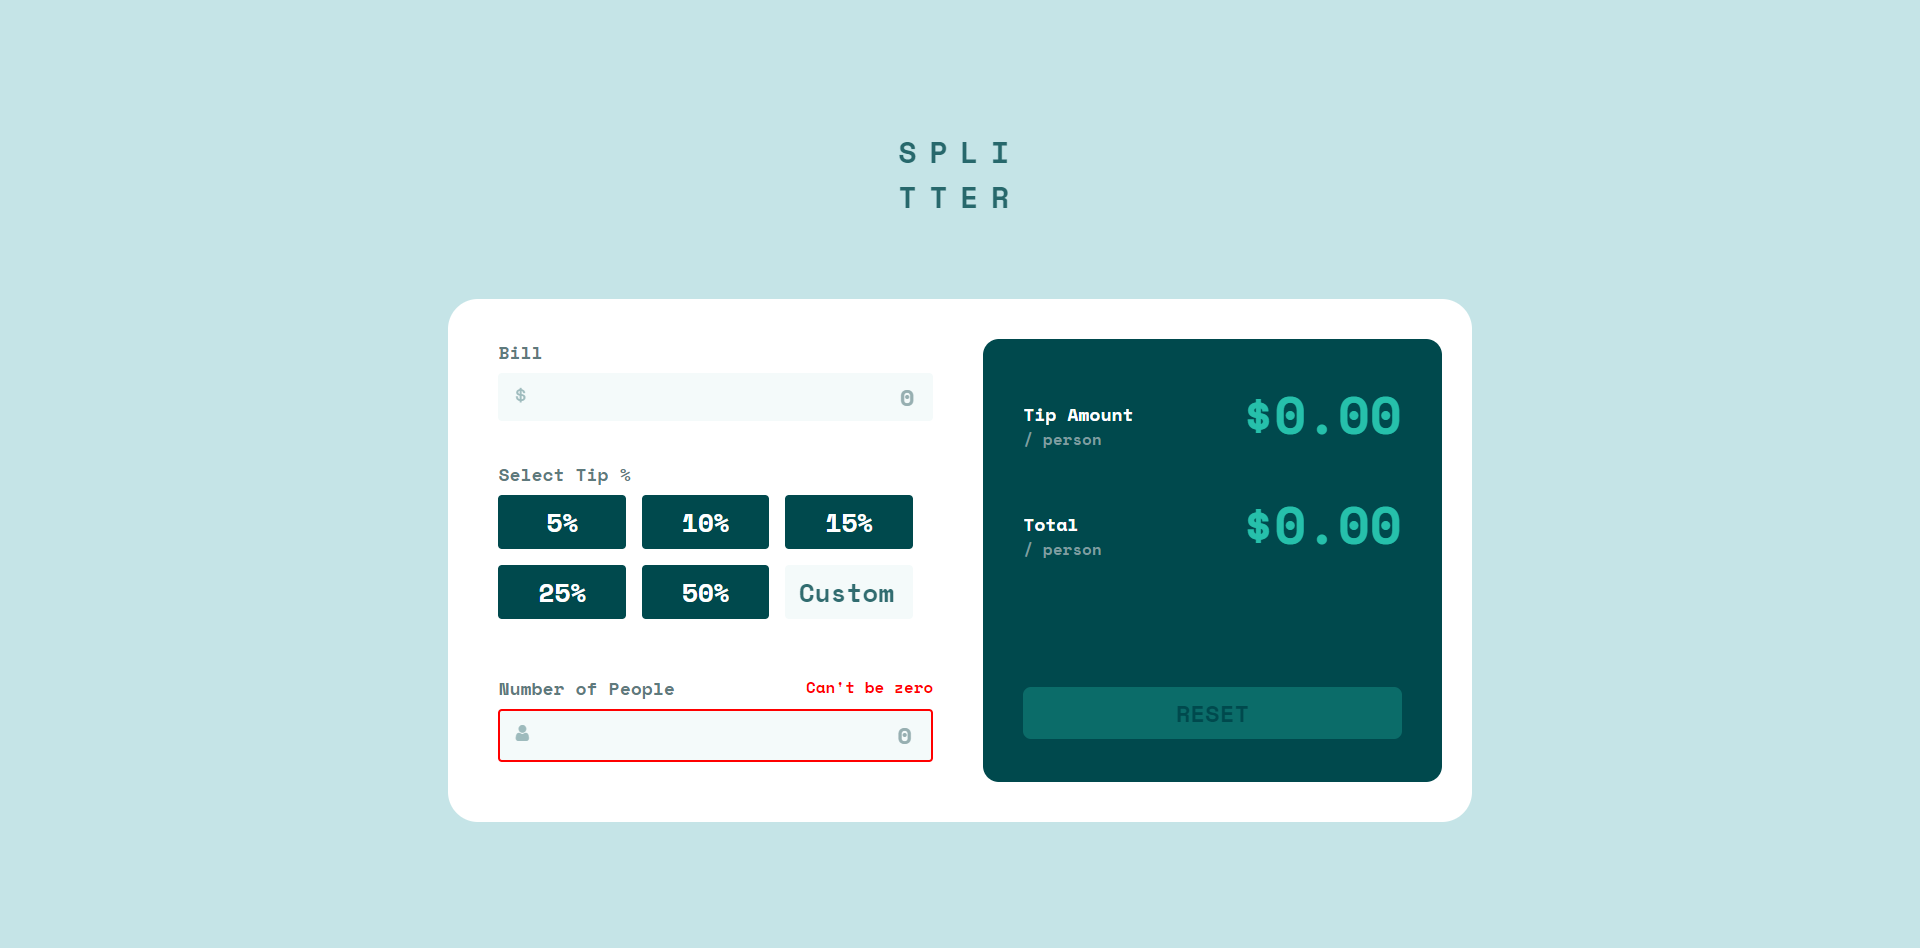 SPLI
TTER
Bill
$ 0
Select Tip %
5% 10% 15%
25% 50% Custom
Number of People Can't be zero
0
Tip Amount $0.00
/ person
Total $0.00
/ person
RESET